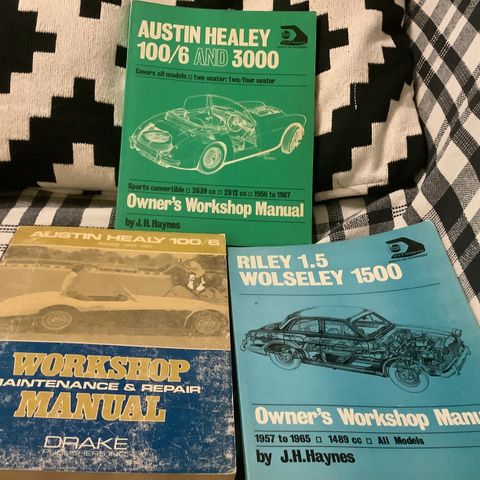 AUSTIN HEALEY
100/6 AND 3000
Covers all models □ two seater; two/four seater
Sports convertible □ 2639 cc □ 2912 cc □ 1956 to 1967
Owner's Workshop Manual
by J.H. Haynes
AUSTIN HEALY 100/6
WORKSHOP
MAINTENANCE & REPAIR
MANUAL
DRAKE
PUBLISHERS INC.
RILEY 1.5
WOLSELEY 1500
Owner's Workshop Manu
1957 to 1965 □ 1489 cc □ All Models
by J.H.Haynes